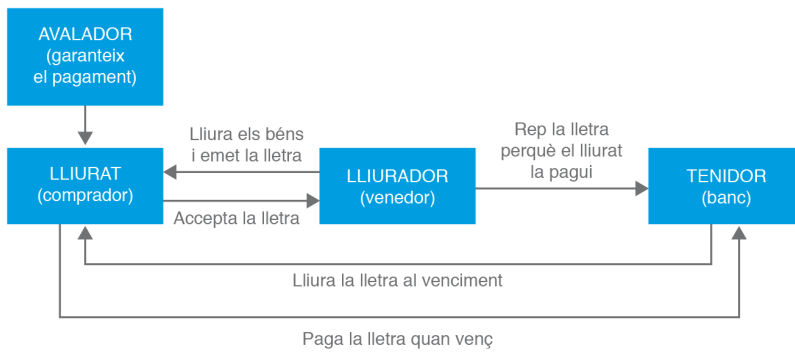 AVALADOR
(garanteix
el pagament)
Lliura els béns
i emet la lletra
Rep la lletra
perquè el lliurat
la pagui
LLIURAT
(comprador)
LLIURADOR
(venedor)
TENIDOR
(banc)
Accepta la lletra
Lliura la lletra al venciment
Paga la lletra quan venç